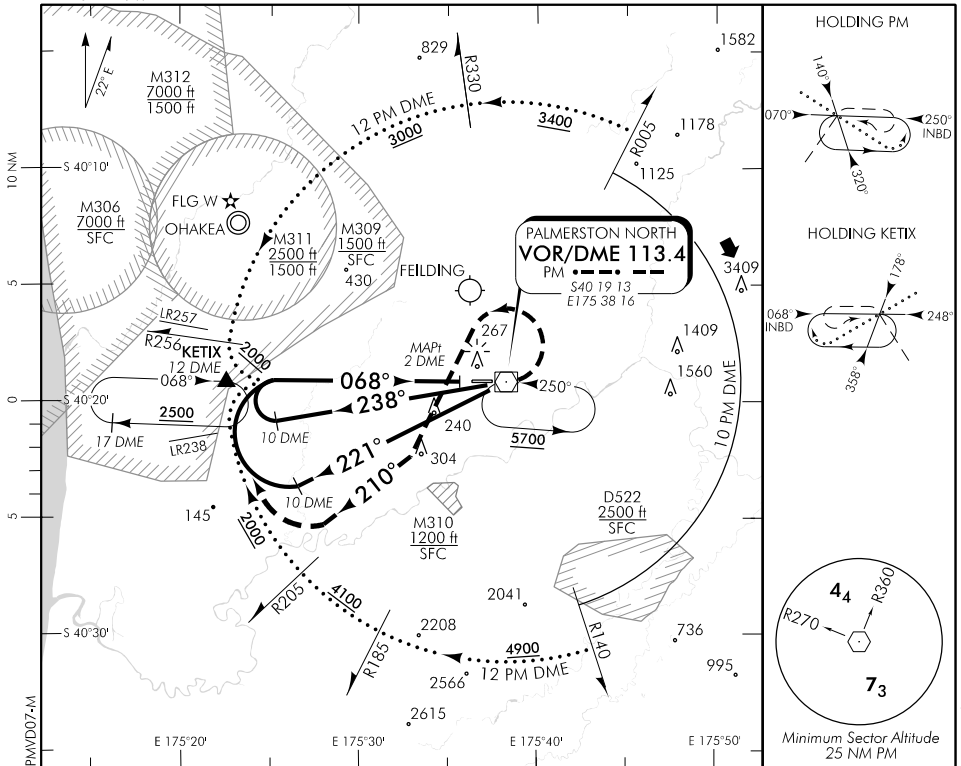 22° E
M312
7000 ft
1500 ft
829
1582
R330
12 PM DME
3000
3400
R005
1178
1125
10 NM
S 40°10'
M306
7000 ft
SFC
FLG W
OHAKEA
M311
2500 ft
1500 ft
M309
1500 ft
SFC
430
FEILDING
PALMERSTON NORTH
VOR/DME 113.4
PM
S40 19 13
E175 38 16
3409
5
LR257
R256
KETIX
12 DME
2000
267
MAPt
2 DME
1409
1560
068°
068°
250°
0
S 40°20'
2500
238°
10 DME
17 DME
LR238
240
5700
10 PM DME
221°
304
10 DME
210°
145
2000
5
M310
1200 ft
SFC
D522
2500 ft
SFC
R205
4100
2041
S 40°30'
R185
2208
4900
12 PM DME
R140
736
2566
995
2615
PMVD07-M
E 175°20'
E 175°30'
E 175°40'
E 175°50'
HOLDING PM
140°
070°
250°
INBD
320°
HOLDING KETIX
178°
068°
INBD
248°
358°
44
R360
R270
73
Minimum Sector Altitude
25 NM PM